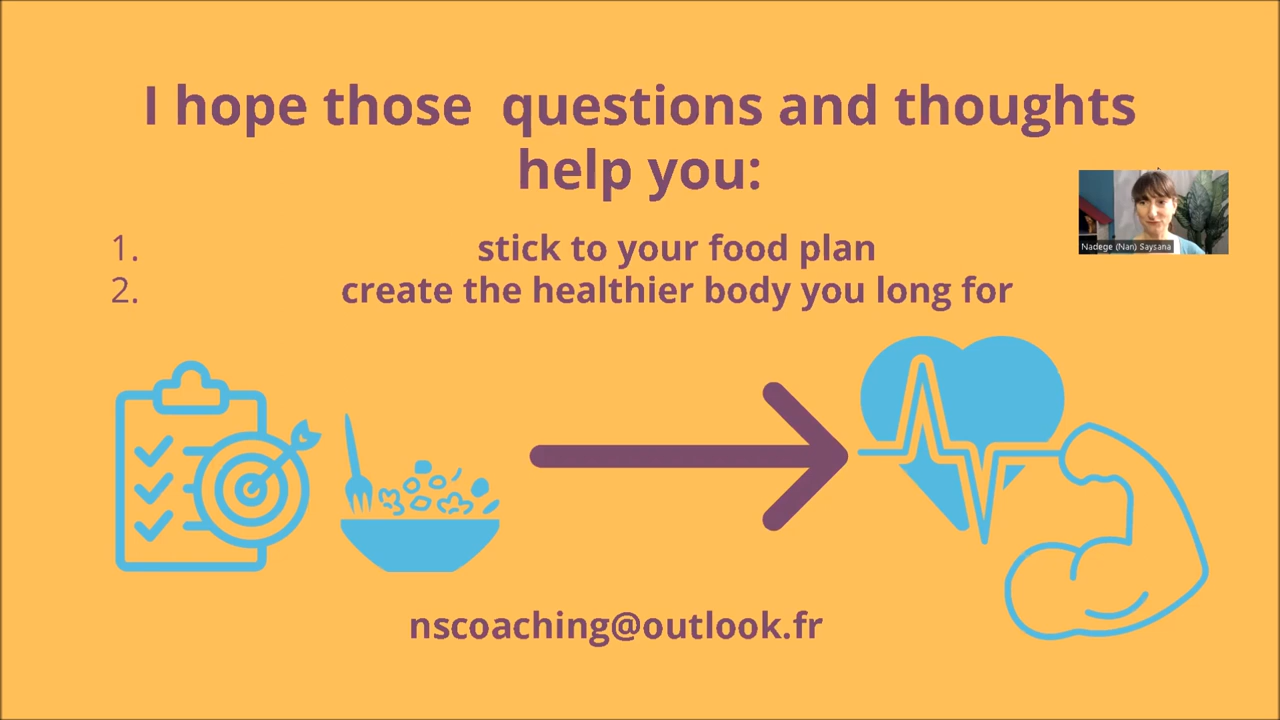 I hope those  questions and thoughts
help you:
1. stick to your food plan
2. create the healthier body you long for
Nadege (Nan) Saysana
nscoaching@outlook.fr